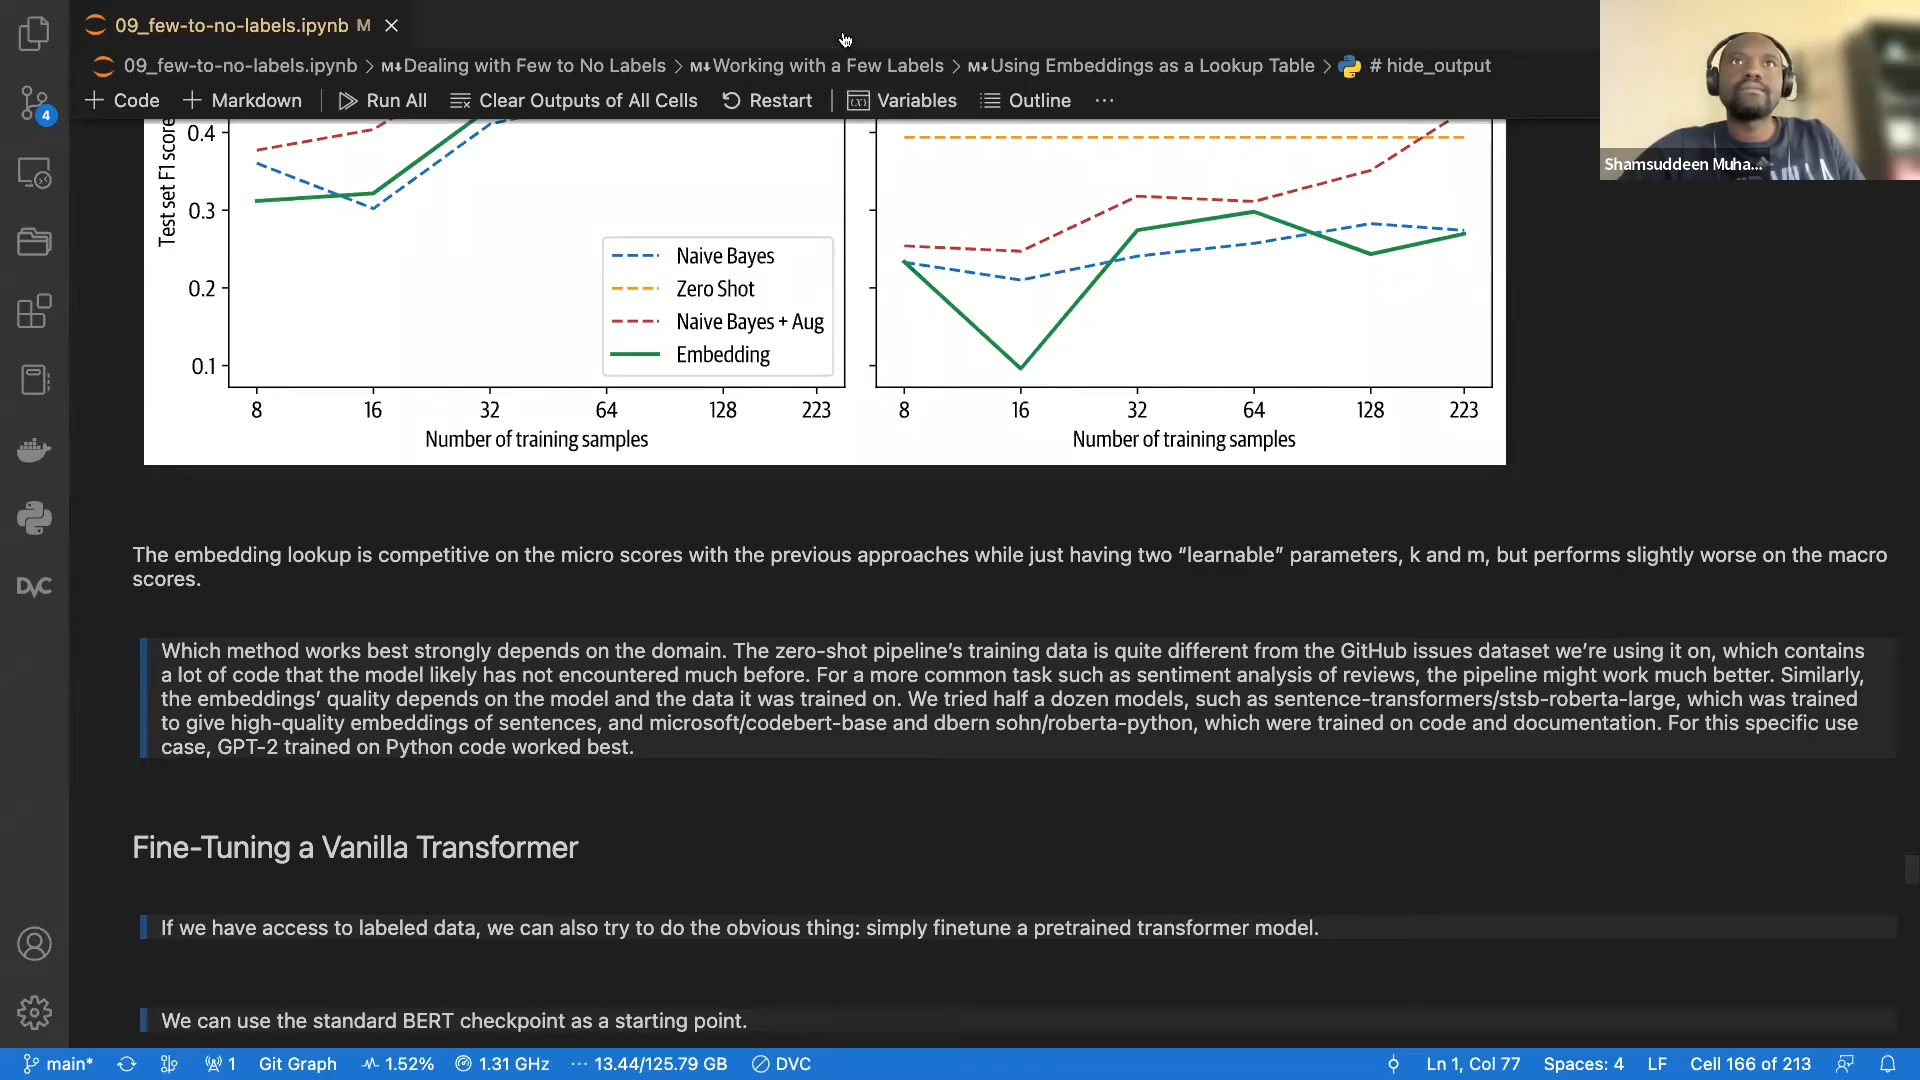 09_few-to-no-labels.ipynb M
09_few-to-no-labels.ipynb > M↓Dealing with Few to No Labels > M↓Working with a Few Labels > M↓Using Embeddings as a Lookup Table > # hide_output
+ Code + Markdown Run All Clear Outputs of All Cells Restart Variables Outline ...
Shamsuddeen Muha...
4
Test set F1 score
0.4
0.3
0.2
0.1
Naive Bayes
Zero Shot
Naive Bayes + Aug
Embedding
8 16 32 64 128 223
Number of training samples
8 16 32 64 128 223
Number of training samples
The embedding lookup is competitive on the micro scores with the previous approaches while just having two “learnable” parameters, k and m, but performs slightly worse on the macro
scores.
Which method works best strongly depends on the domain. The zero-shot pipeline’s training data is quite different from the GitHub issues dataset we’re using it on, which contains
a lot of code that the model likely has not encountered much before. For a more common task such as sentiment analysis of reviews, the pipeline might work much better. Similarly,
the embeddings’ quality depends on the model and the data it was trained on. We tried half a dozen models, such as sentence-transformers/stsb-roberta-large, which was trained
to give high-quality embeddings of sentences, and microsoft/codebert-base and dbern sohn/roberta-python, which were trained on code and documentation. For this specific use
case, GPT-2 trained on Python code worked best.
DVC
Fine-Tuning a Vanilla Transformer
If we have access to labeled data, we can also try to do the obvious thing: simply finetune a pretrained transformer model.
We can use the standard BERT checkpoint as a starting point.
main* 1 Git Graph 1.52% 1.31 GHz ... 13.44/125.79 GB DVC Ln 1, Col 77 Spaces: 4 LF Cell 166 of 213